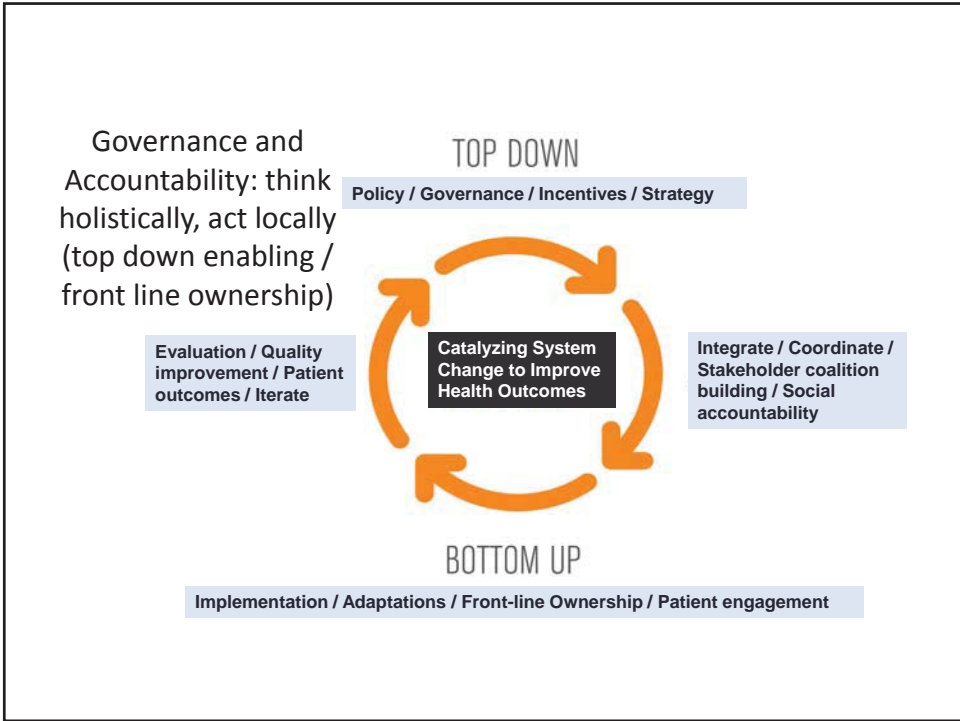 Governance and
Accountability: think
holistically, act locally
(top down enabling /
front line ownership)
TOP DOWN
Policy / Governance / Incentives / Strategy
Evaluation / Quality
improvement / Patient
outcomes / Iterate
Catalyzing System
Change to Improve
Health Outcomes
Integrate / Coordinate /
Stakeholder coalition
building / Social
accountability
BOTTOM UP
Implementation / Adaptations / Front-line Ownership / Patient engagement